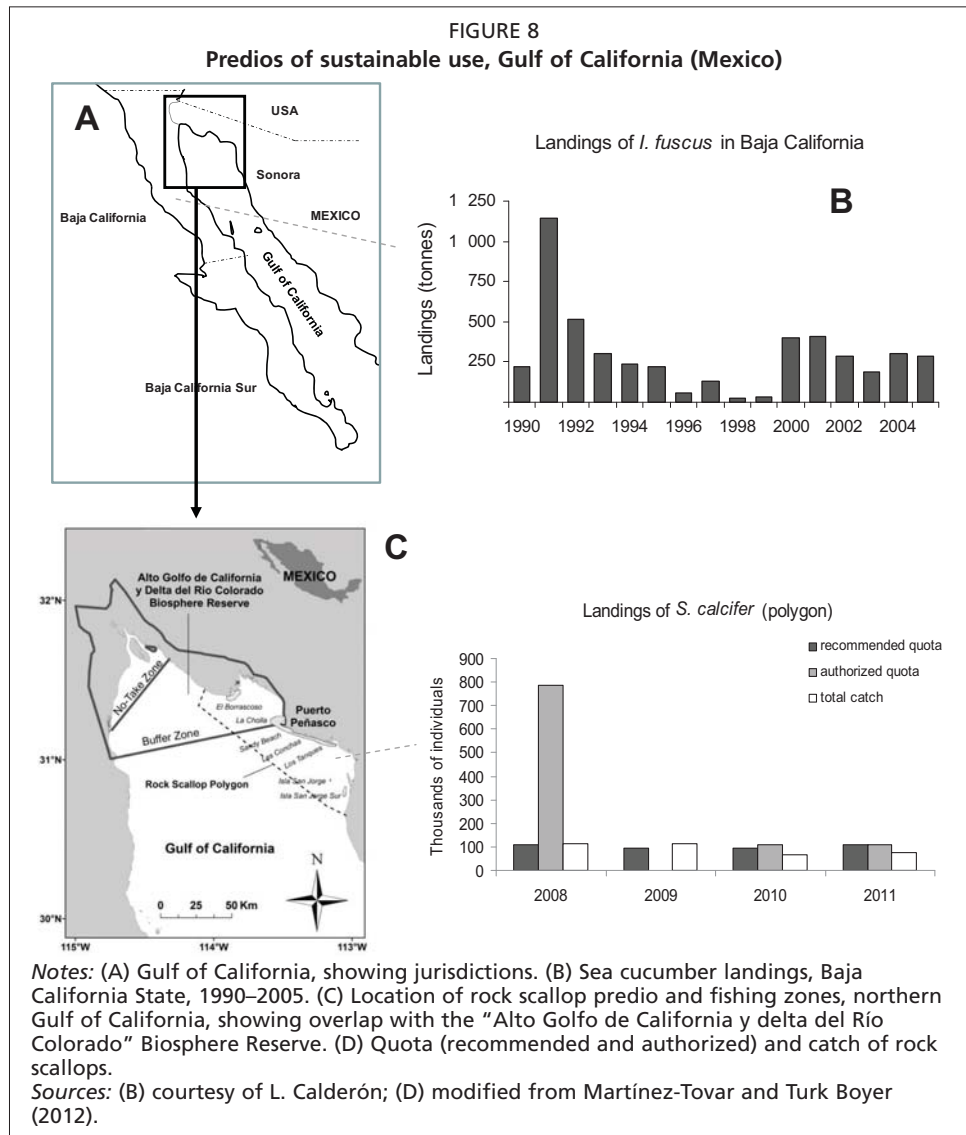 FIGURE 8
Predios of sustainable use, Gulf of California (Mexico)
A
USA
Sonora
Baja California
MEXICO
Gulf of California
Baja California Sur
Landings of I. fuscus in Baja California
B
Landings (tonnes)
1 250
1 000
750
500
250
1990 1992 1994 1996 1998 2000 2002 2004
C
MEXICO
Alto Golfo de California
y Delta del Rio Colorado
Biosphere Reserve
32°N
No-Take Zone
El Borrascoso
La Cholla
Puerto
Peñasco
Buffer Zone
Sandy Beach
Las Conchas
Los Tanques
31°N
Rock Scallop Polygon
Isla San Jorge
Isla San Jorge Sur
Gulf of California
N
0 25 50 Km
30°N
115°W 114°W 113°W
Landings of S. calcifer (polygon)
recommended quota
authorized quota
total catch
Thousands of individuals
900
800
700
600
500
400
300
200
100
0
2008 2009 2010 2011
Notes: (A) Gulf of California, showing jurisdictions. (B) Sea cucumber landings, Baja
California State, 1990–2005. (C) Location of rock scallop predio and fishing zones, northern
Gulf of California, showing overlap with the “Alto Golfo de California y delta del Río
Colorado” Biosphere Reserve. (D) Quota (recommended and authorized) and catch of rock
scallops.
Sources: (B) courtesy of L. Calderón; (D) modified from Martínez-Tovar and Turk Boyer
(2012).